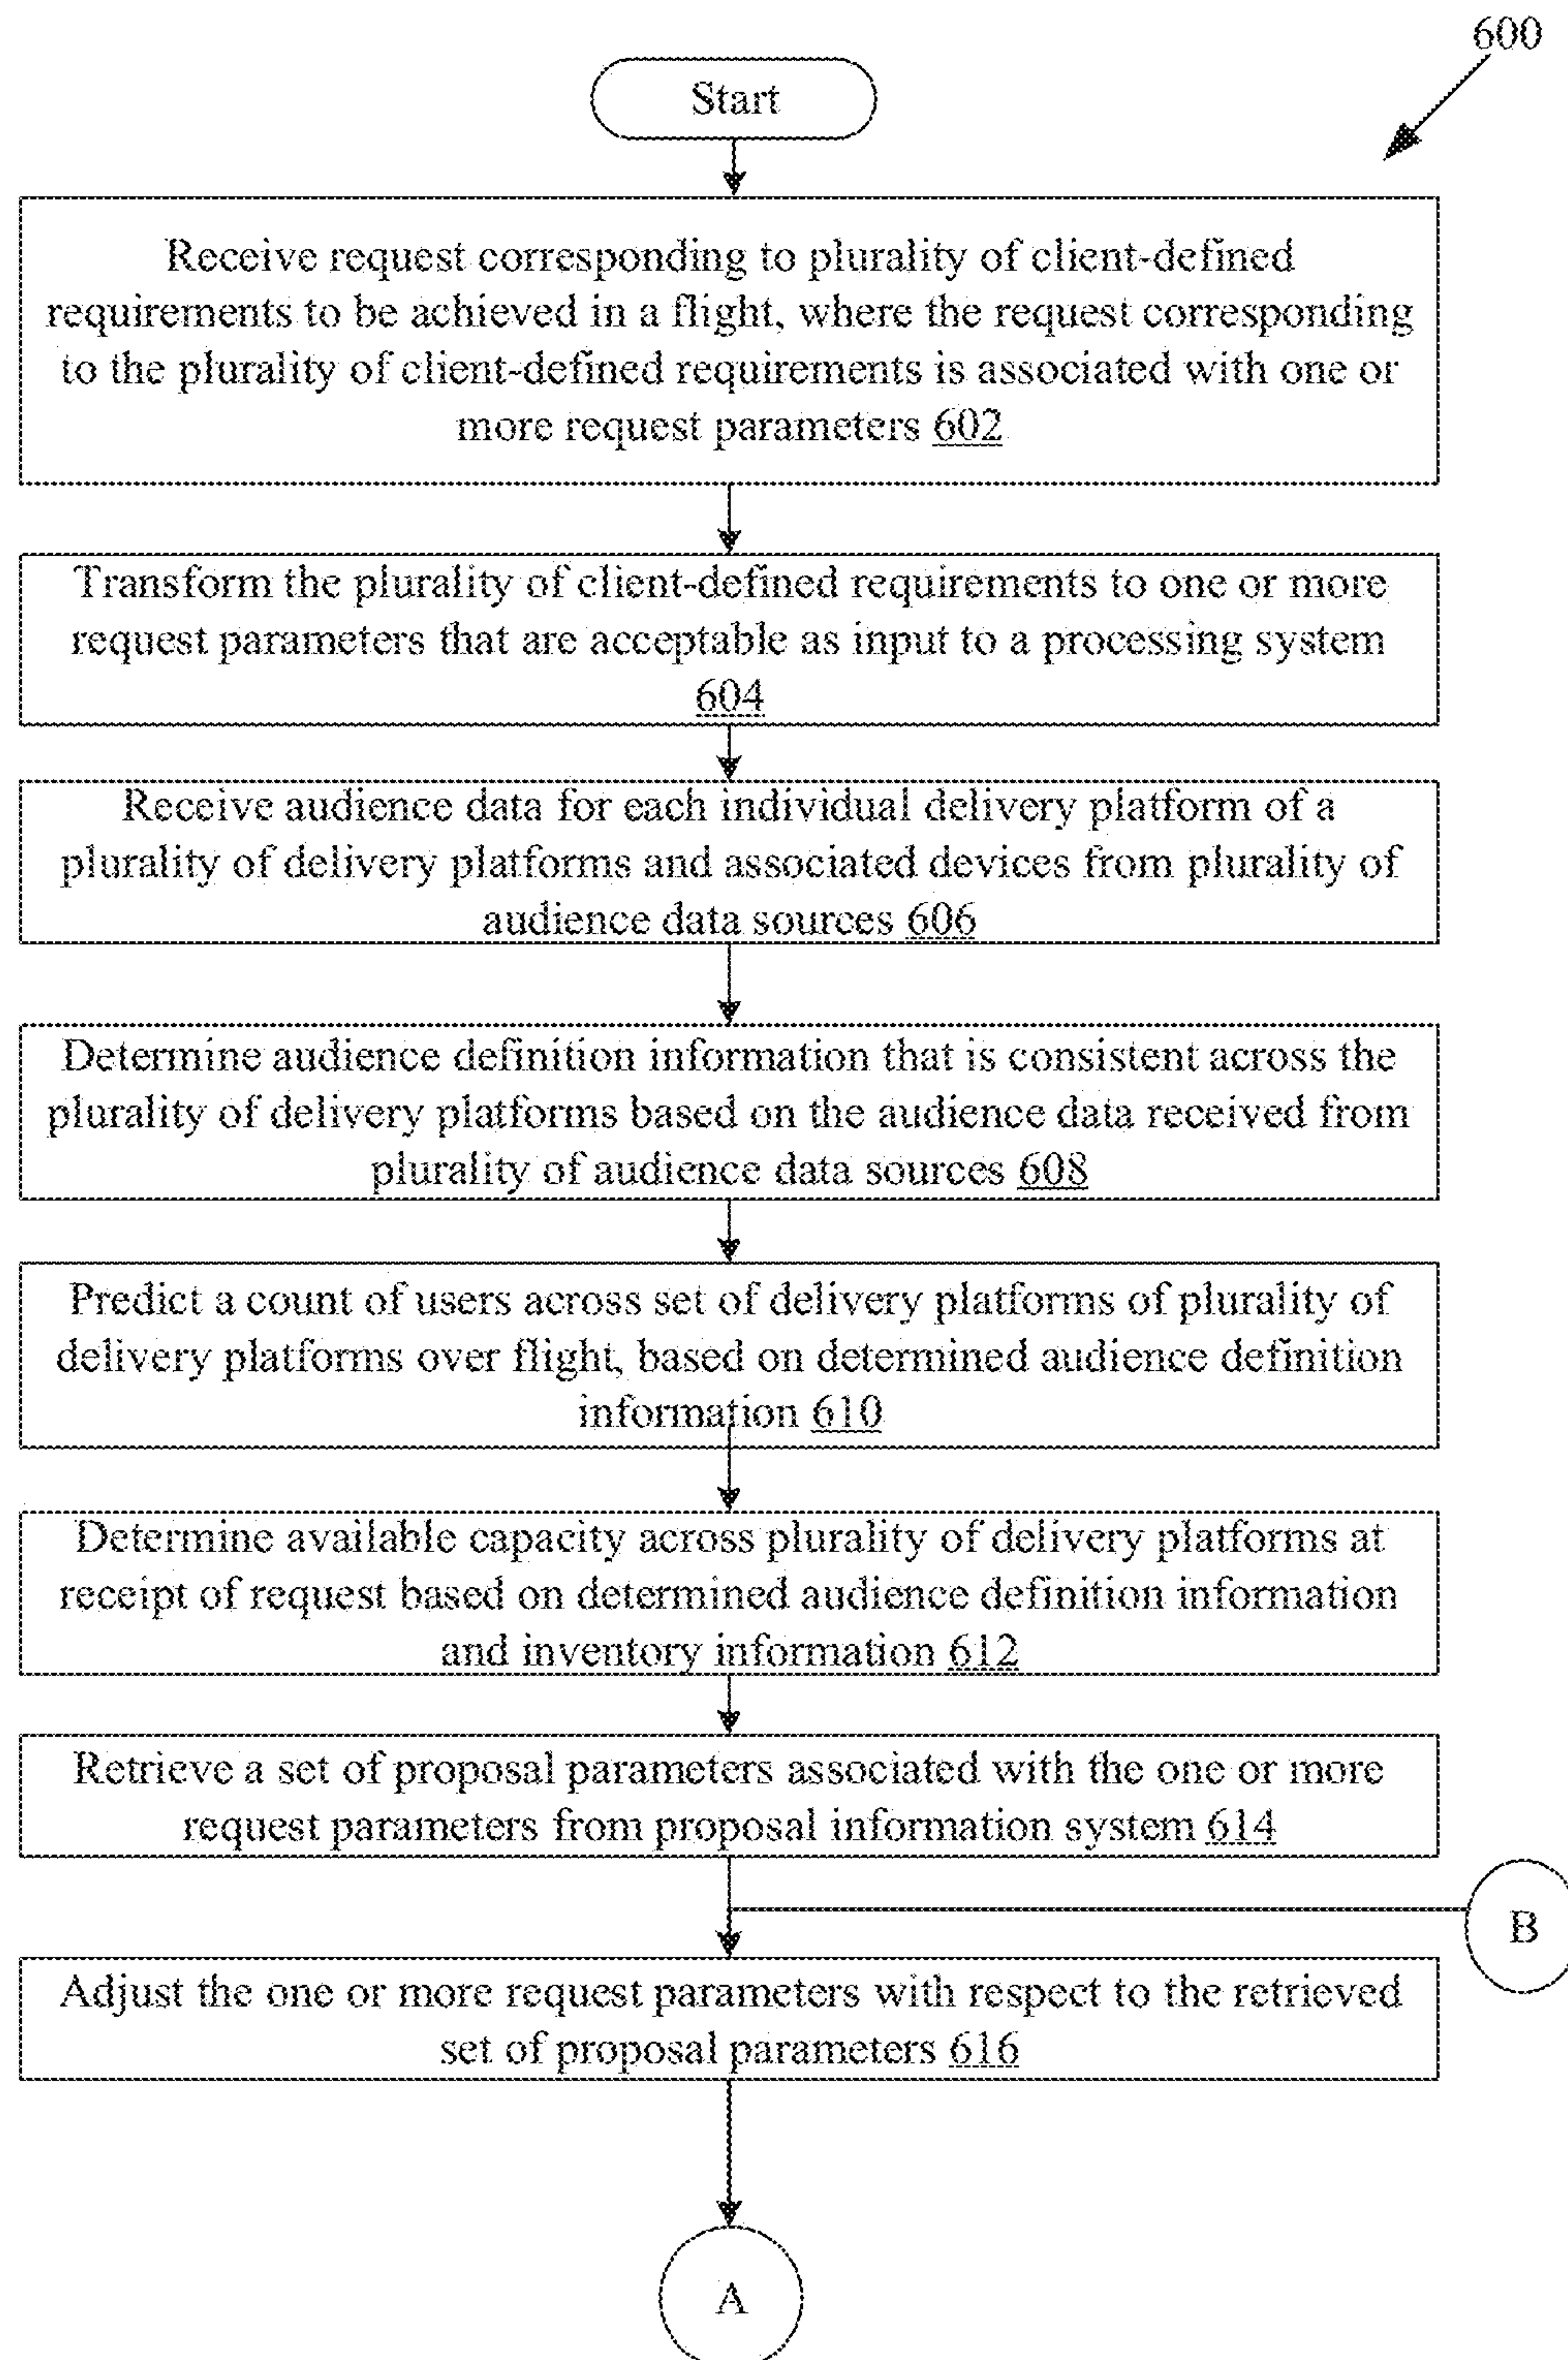 600
Start
Receive request corresponding to plurality of client-defined
requirements to be achieved in a flight, where the request corresponding
to the plurality of client-defined requirements is associated with one or
more request parameters 602
Transform the plurality of client-defined requirements to one or more
request parameters that are acceptable as input to a processing system
604
Receive audience data for each individual delivery platform of a
plurality of delivery platforms and associated devices from plurality of
audience data sources 606
Determine audience definition information that is consistent across the
plurality of delivery platforms based on the audience data received from
plurality of audience data sources 608
Predict a count of users across set of delivery platforms of plurality of
delivery platforms over flight, based on determined audience definition
information 610
Determine available capacity across plurality of delivery platforms at
receipt of request based on determined audience definition information
and inventory information 612
Retrieve a set of proposal parameters associated with the one or more
request parameters from proposal information system 614
B
Adjust the one or more request parameters with respect to the retrieved
set of proposal parameters 616
A